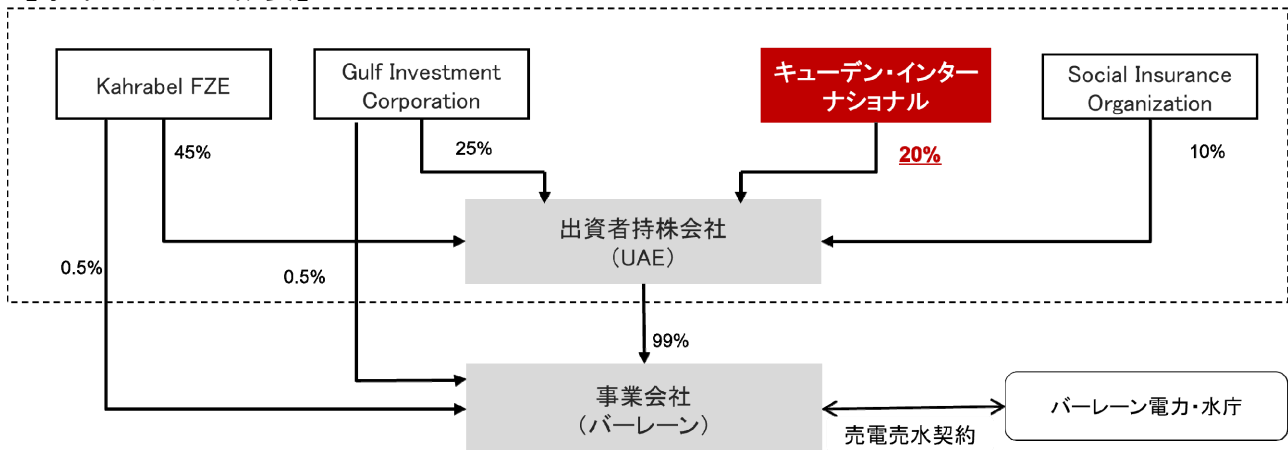 Kahrabel FZE
Gulf Investment
Corporation
キューデン・インター
ナショナル
Social Insurance
Organization
45%
25%
20%
10%
出資者持株会社
（UAE）
0.5%
0.5%
99%
事業会社
（バーレーン）
売電売水契約
バーレーン電力・水庁